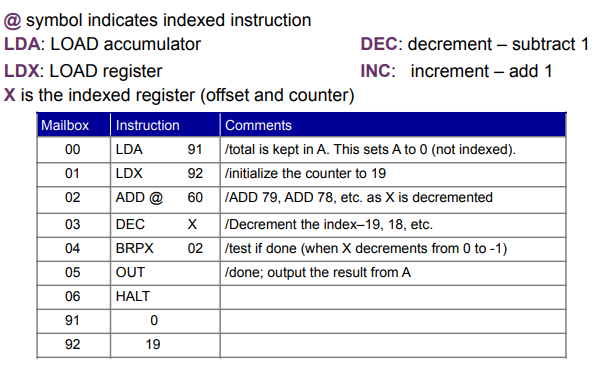 @ symbol indicates indexed instruction
LDA: LOAD accumulator DEC: decrement – subtract 1
LDX: LOAD register INC: increment – add 1
X is the indexed register (offset and counter)
Mailbox Instruction Comments
00 LDA 91 /total is kept in A. This sets A to 0 (not indexed).
01 LDX 92 /initialize the counter to 19
02 ADD @ 60 /ADD 79, ADD 78, etc. as X is decremented
03 DEC X /Decrement the index–19, 18, etc.
04 BRPX 02 /test if done (when X decrements from 0 to -1)
05 OUT /done; output the result from A
06 HALT
91 0
92 19